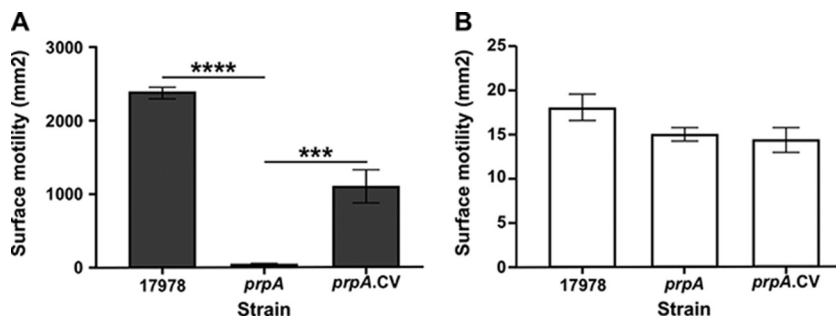 A
Surface motility (mm2)
3000
2000
1000
0
****
***
17978
prpA
prpA.CV
Strain
B
Surface motility (mm2)
25
20
15
10
5
0
17978
prpA
prpA.CV
Strain